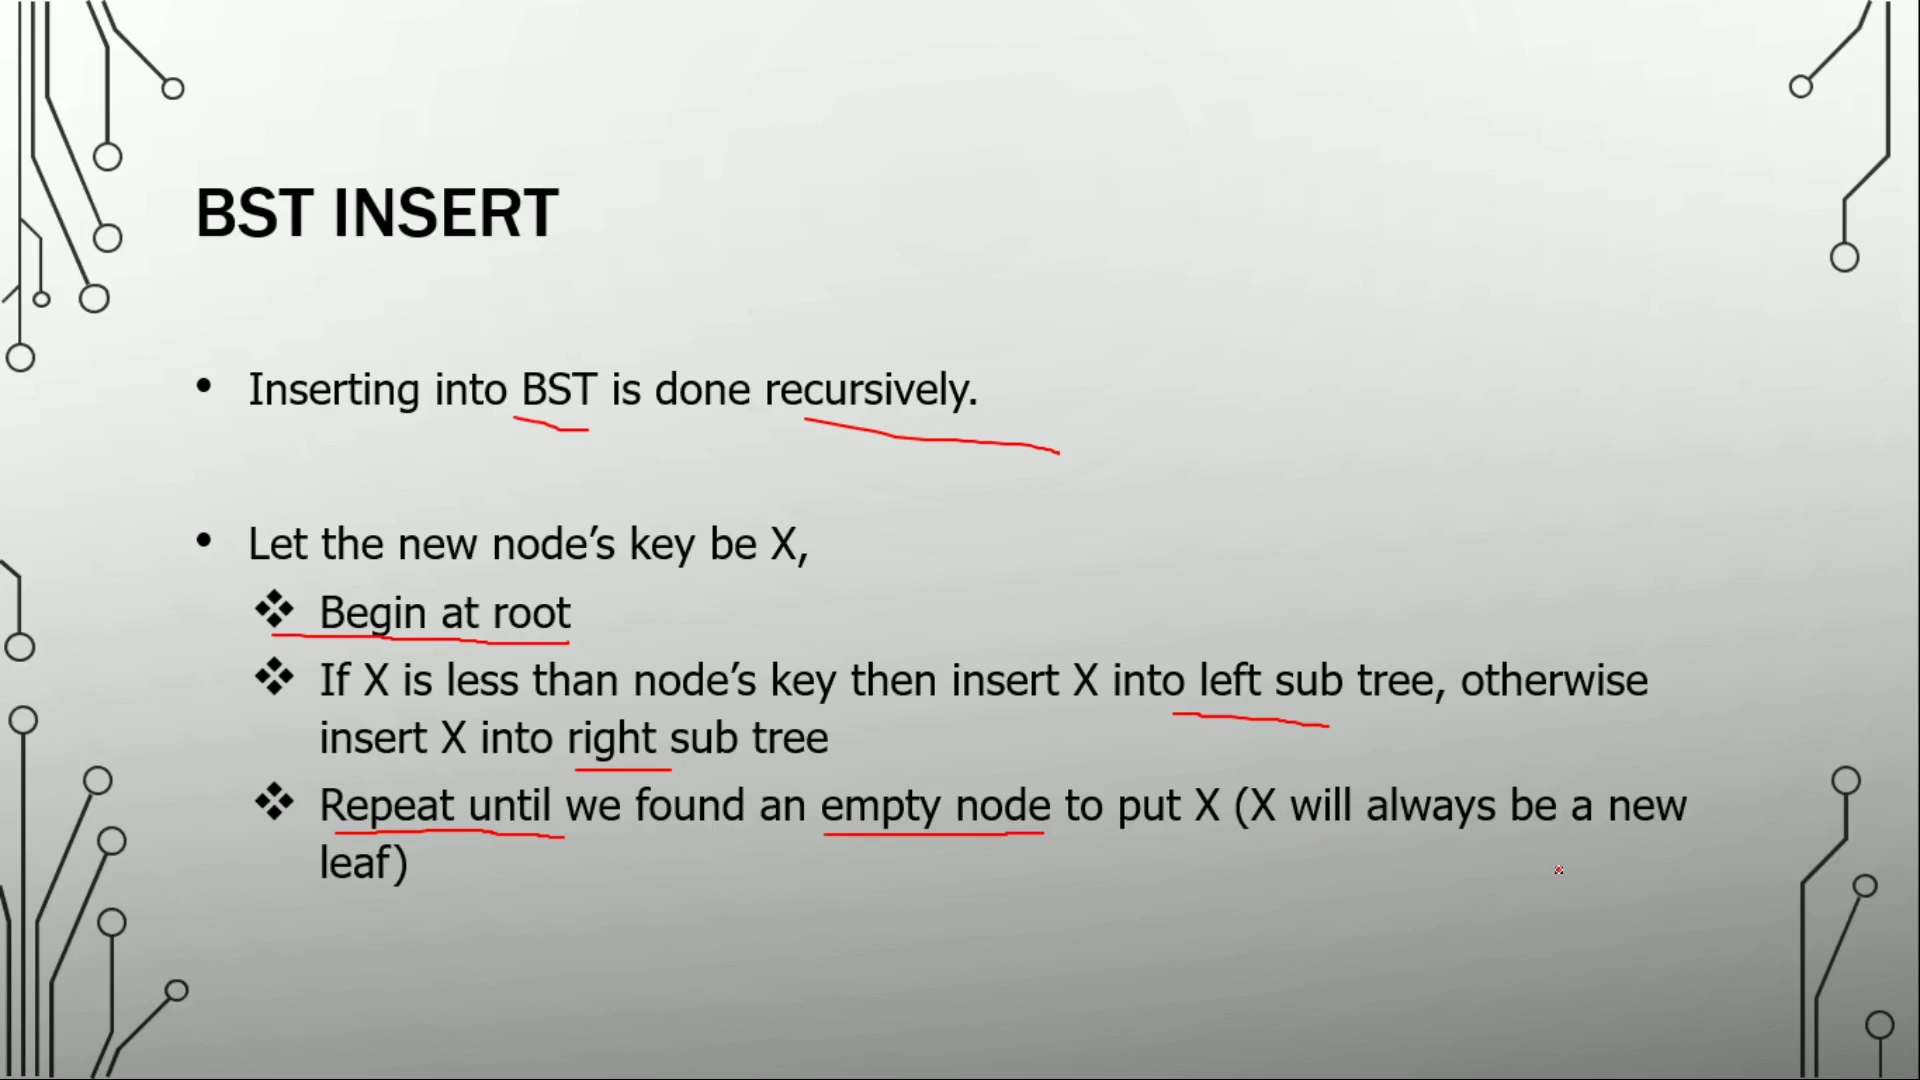 BST INSERT
• Inserting into BST is done recursively.
• Let the new node’s key be X,
❖ Begin at root
❖ If X is less than node’s key then insert X into left sub tree, otherwise
insert X into right sub tree
❖ Repeat until we found an empty node to put X (X will always be a new
leaf)